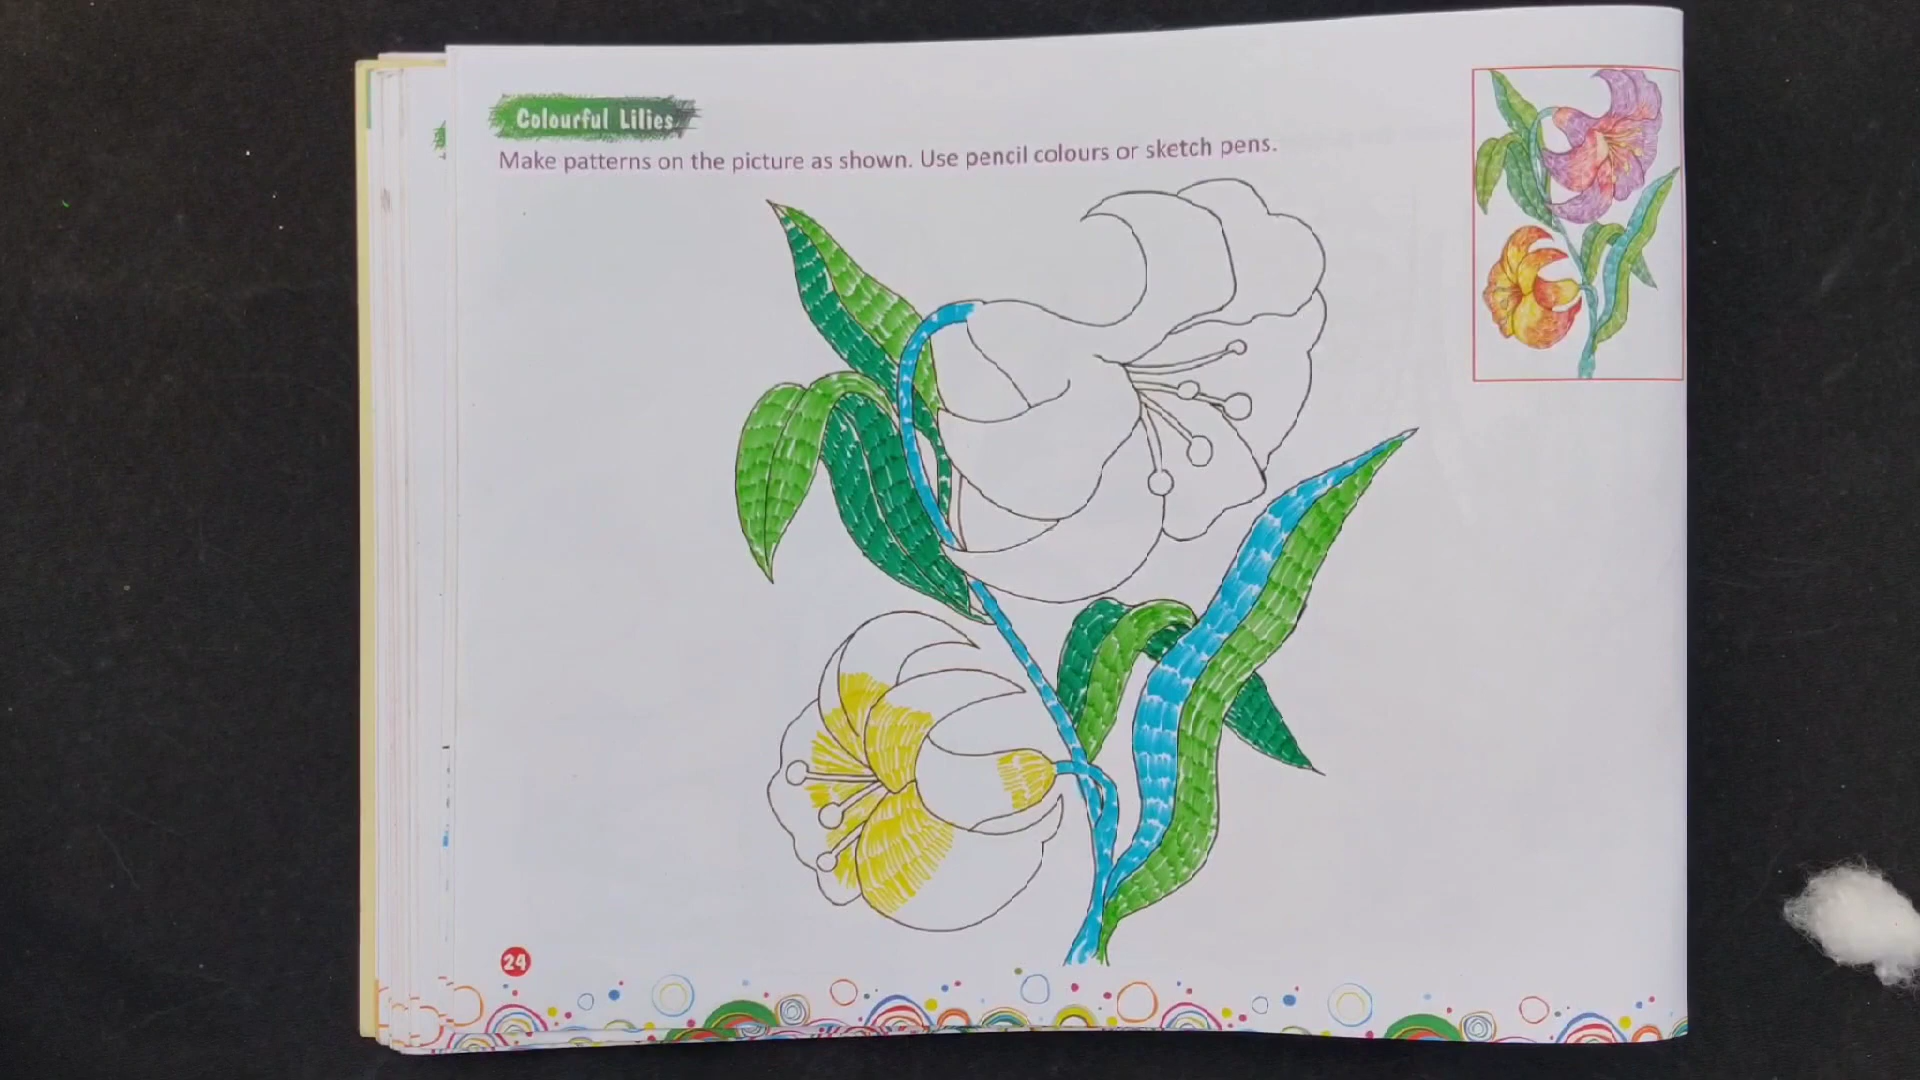 Colourful Lilies
Make patterns on the picture as shown. Use pencil colours or sketch pens.
24